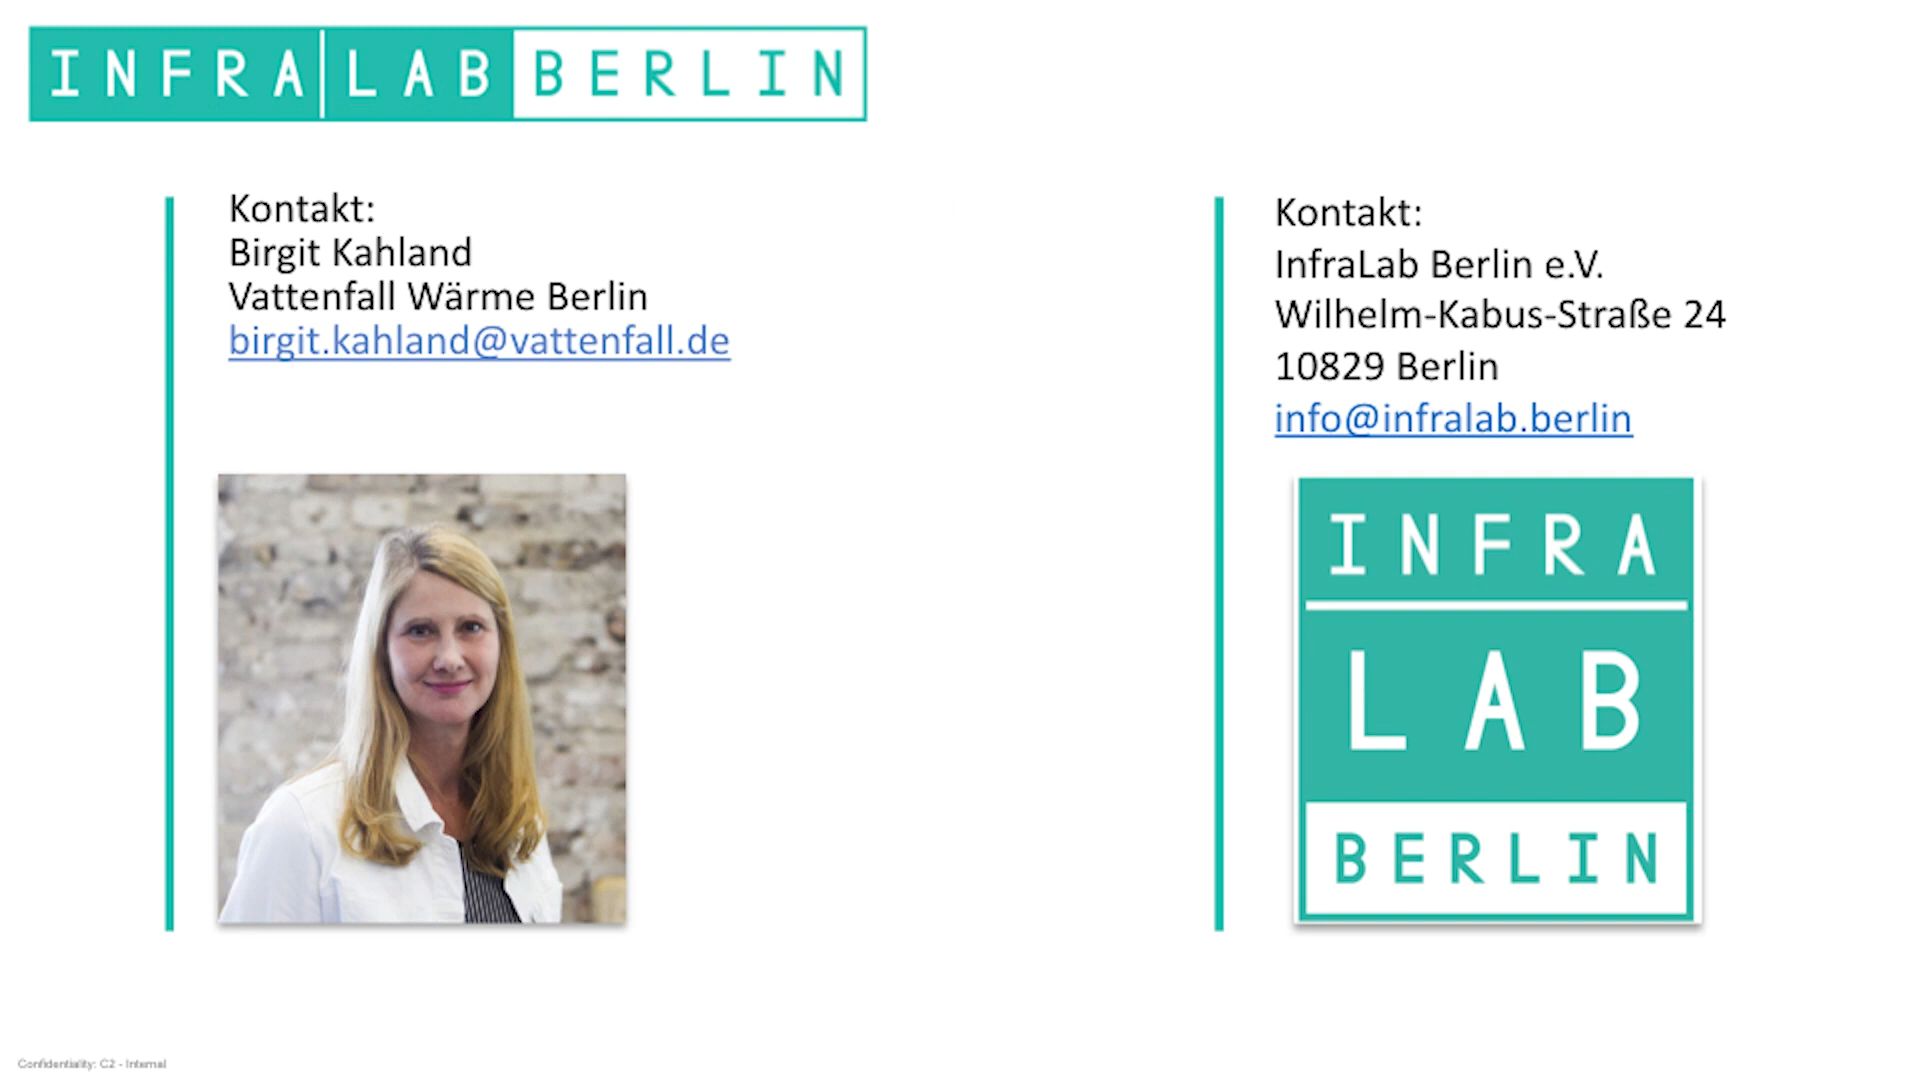 INFRA LAB BERLIN
Kontakt:
Birgit Kahland
Vattenfall Wärme Berlin
birgit.kahland@vattenfall.de
Kontakt:
InfraLab Berlin e.V.
Wilhelm-Kabus-Straße 24
10829 Berlin
info@infralab.berlin
INFRA
LAB
BERLIN
Confidentiality: C2 - Internal